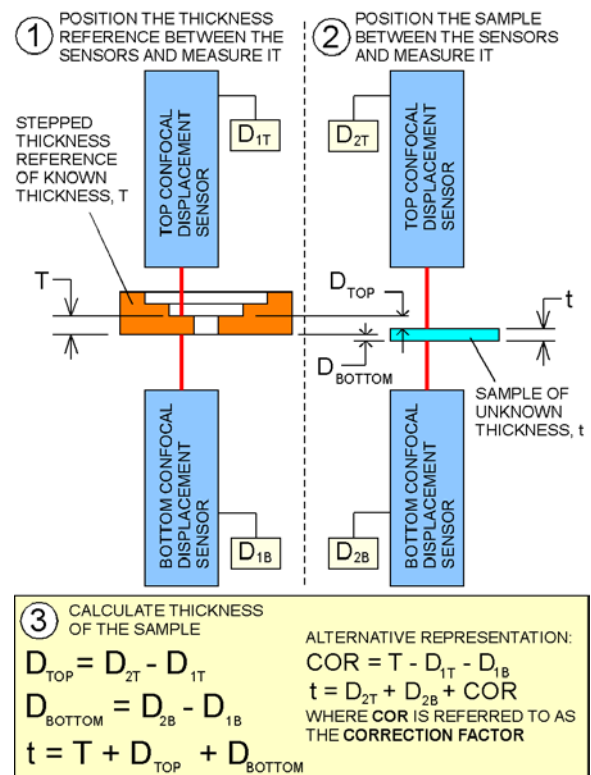 1 POSITION THE THICKNESS
REFERENCE BETWEEN THE
SENSORS AND MEASURE IT
STEPPED
THICKNESS
REFERENCE
OF KNOWN
THICKNESS, T
TOP CONFOCAL
DISPLACEMENT
SENSOR
D1T
T
BOTTOM CONFOCAL
DISPLACEMENT
SENSOR
D1B
2 POSITION THE SAMPLE
BETWEEN THE SENSORS
AND MEASURE IT
D2T
TOP CONFOCAL
DISPLACEMENT
SENSOR
DTOP
t
DBOTTOM
SAMPLE OF
UNKNOWN
THICKNESS, t
BOTTOM CONFOCAL
DISPLACEMENT
SENSOR
D2B
3 CALCULATE THICKNESS
OF THE SAMPLE
DTOP = D2T - D1T
DBOTTOM = D2B - D1B
t = T + DTOP + DBOTTOM
ALTERNATIVE REPRESENTATION:
COR = T - D1T - D1B
t = D2T + D2B + COR
WHERE COR IS REFERRED TO AS
THE CORRECTION FACTOR